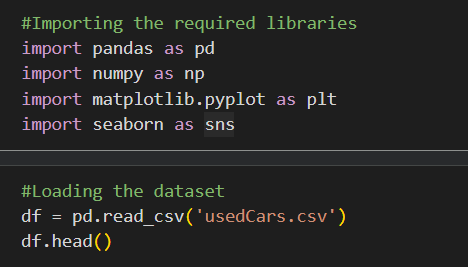 #Importing the required libraries
import pandas as pd
import numpy as np
import matplotlib.pyplot as plt
import seaborn as sns
#Loading the dataset
df = pd.read_csv('usedCars.csv')
df.head()